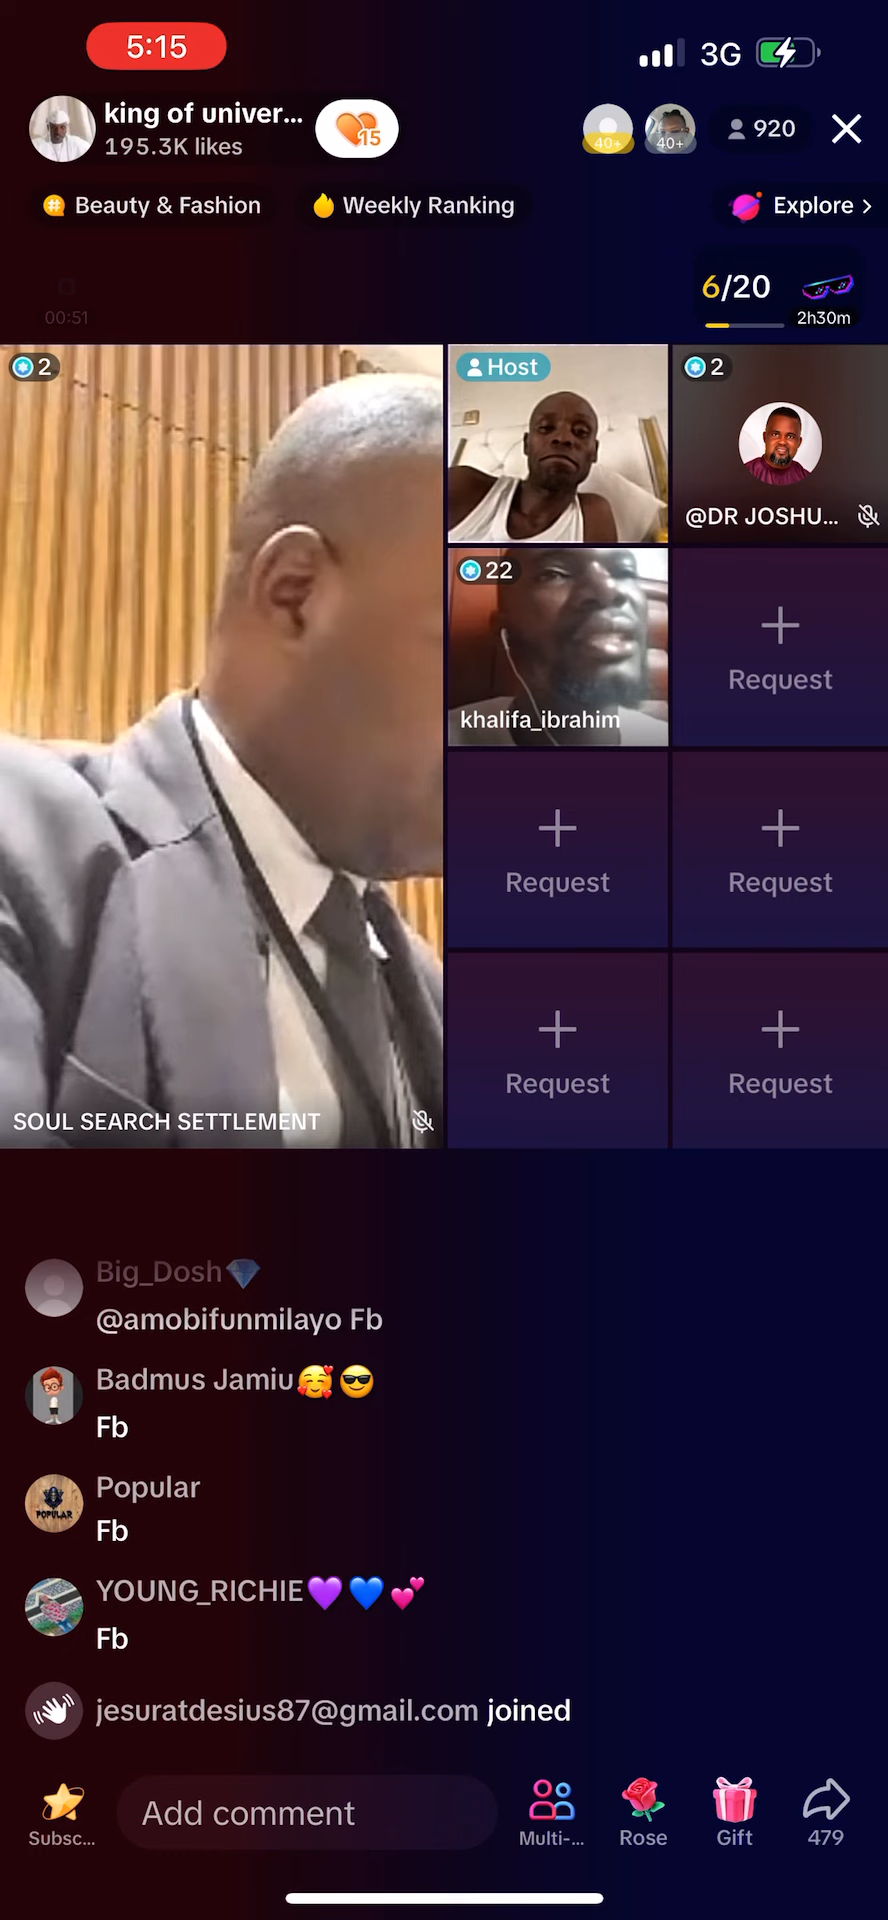 5:15
3G
king of univer...
195.3K likes
15
40+
40+
920
Beauty & Fashion
Weekly Ranking
Explore >
6/20
00:51
2h30m
2
Host
2
@DR JOSHU...
22
khalifa_ibrahim
Request
Request
Request
Request
Request
SOUL SEARCH SETTLEMENT
Big_Dosh💎
@amobifunmilayo Fb
Badmus Jamiu🥰😎
Fb
Popular
POPULAR
Fb
YOUNG_RICHIE💜💙💕
Fb
jesuratdesius87@gmail.com joined
Add comment
Subsc...
Multi-...
Rose
Gift
479